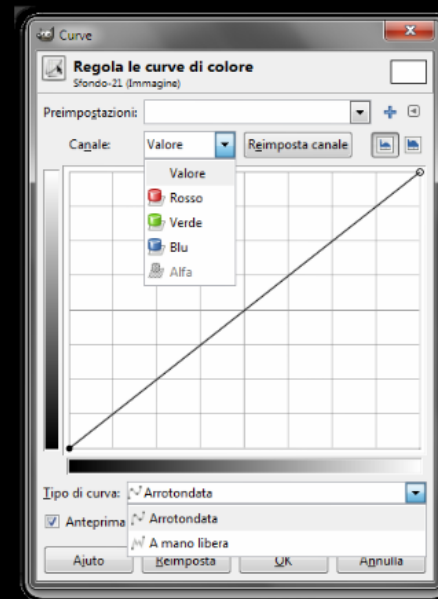 Curve
Regola le curve di colore
Sfondo-21 (Immagine)
Preimpostazioni:
Canale: Valore Reimposta canale
Valore
Rosso
Verde
Blu
Alfa
Tipo di curva: Arrotondata
Anteprima Arrotondata
A mano libera
Aiuto Reimposta OK Annulla